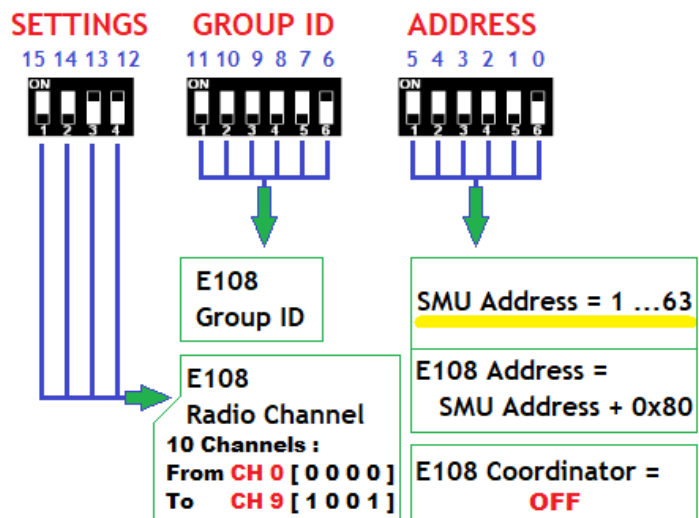 SETTINGS GROUP ID ADDRESS
15 14 13 12 11 10 9 8 7 6 5 4 3 2 1 0
ON ON ON
1 2 3 4 1 2 3 4 5 6 1 2 3 4 5 6
E108
Group ID
SMU Address = 1 ...63
E108 Address =
SMU Address + 0x80
E108
Radio Channel
10 Channels :
From CH 0 [ 0 0 0 0 ]
To CH 9 [ 1 0 0 1 ]
E108 Coordinator =
OFF